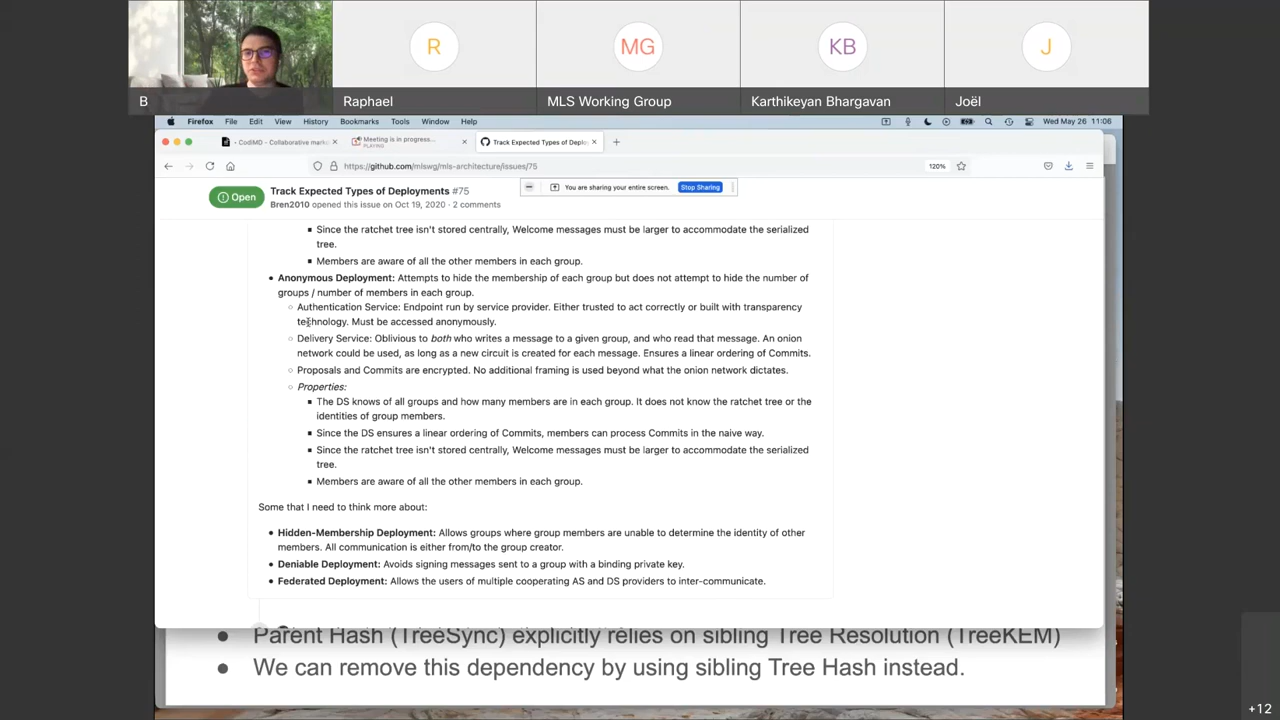 R
MG
KB
J
B
Raphael
MLS Working Group
Karthikeyan Bhargavan
Joël
Firefox File Edit View History Bookmarks Tools Window Help
Wed May 26 11:06
CodiMD - Collaborative mark
Meeting is in progress...
PLAYING
Track Expected Types of Deplo
https://github.com/mlswg/mls-architecture/issues/75
120%
Open
Track Expected Types of Deployments #75
Bren2010 opened this issue on Oct 19, 2020 · 2 comments
You are sharing your entire screen.
Stop Sharing
Since the ratchet tree isn't stored centrally, Welcome messages must be larger to accommodate the serialized
tree.
Members are aware of all the other members in each group.
Anonymous Deployment: Attempts to hide the membership of each group but does not attempt to hide the number of
groups / number of members in each group.
Authentication Service: Endpoint run by service provider. Either trusted to act correctly or built with transparency
technology. Must be accessed anonymously.
Delivery Service: Oblivious to both who writes a message to a given group, and who read that message. An onion
network could be used, as long as a new circuit is created for each message. Ensures a linear ordering of Commits.
Proposals and Commits are encrypted. No additional framing is used beyond what the onion network dictates.
Properties:
The DS knows of all groups and how many members are in each group. It does not know the ratchet tree or the
identities of group members.
Since the DS ensures a linear ordering of Commits, members can process Commits in the naive way.
Since the ratchet tree isn't stored centrally, Welcome messages must be larger to accommodate the serialized
tree.
Members are aware of all the other members in each group.
Some that I need to think more about:
Hidden-Membership Deployment: Allows groups where group members are unable to determine the identity of other
members. All communication is either from/to the group creator.
Deniable Deployment: Avoids signing messages sent to a group with a binding private key.
Federated Deployment: Allows the users of multiple cooperating AS and DS providers to inter-communicate.
Parent Hash (TreeSync) explicitly relies on sibling Tree Resolution (TreeKEM)
We can remove this dependency by using sibling Tree Hash instead.
+12